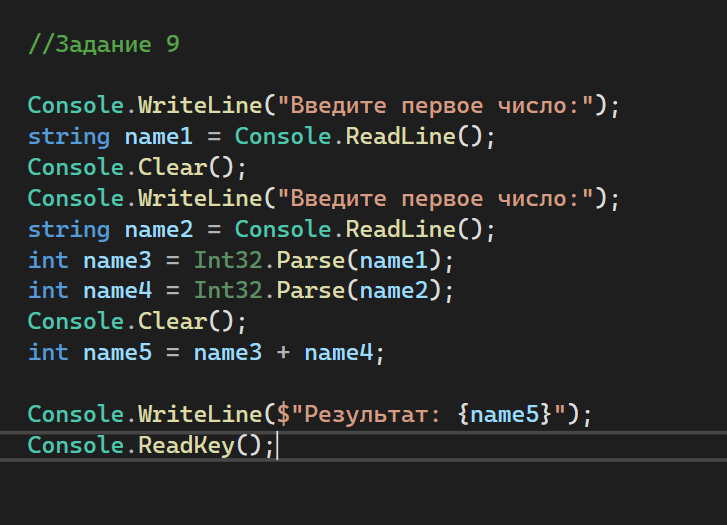 //Задание 9
Console.WriteLine("Введите первое число:");
string name1 = Console.ReadLine();
Console.Clear();
Console.WriteLine("Введите первое число:");
string name2 = Console.ReadLine();
int name3 = Int32.Parse(name1);
int name4 = Int32.Parse(name2);
Console.Clear();
int name5 = name3 + name4;
Console.WriteLine($"Результат: {name5}");
Console.ReadKey();